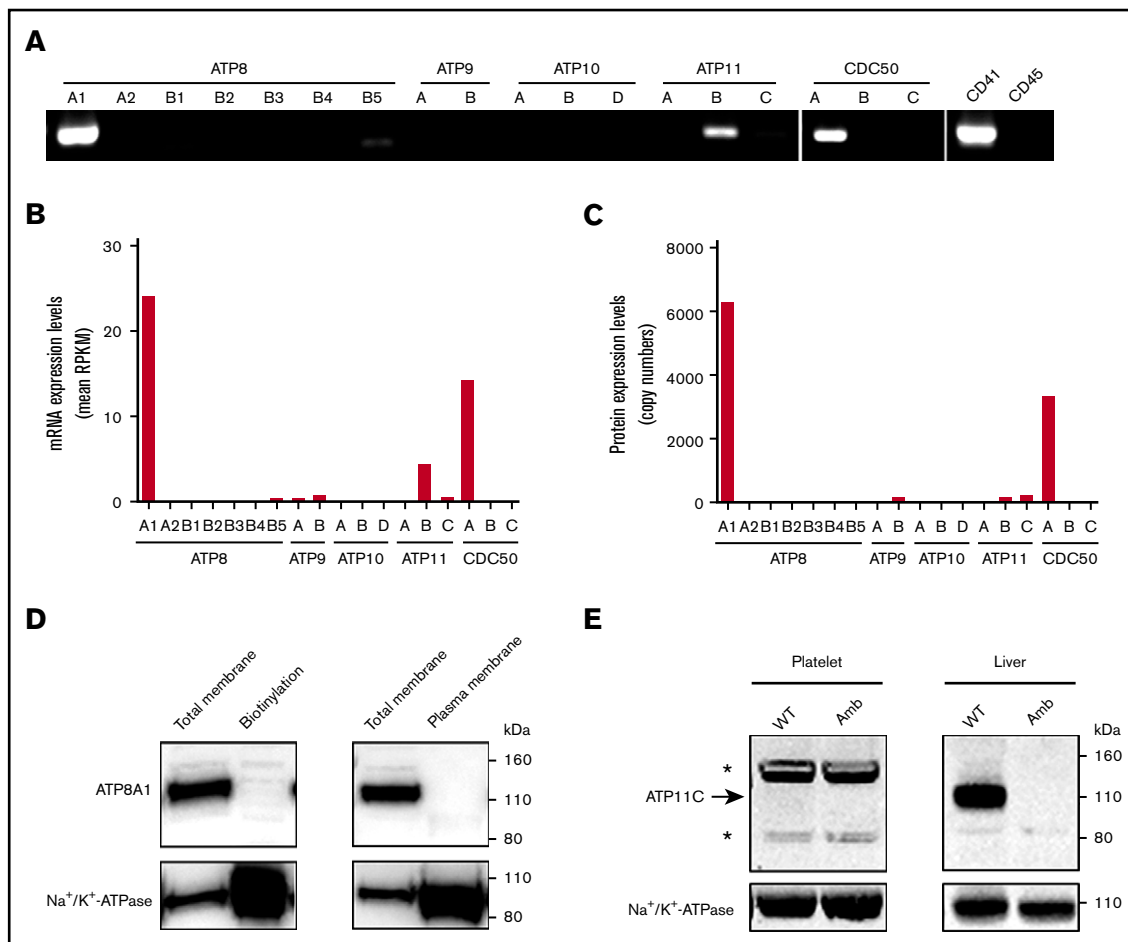 A
ATP8 ATP9 ATP10 ATP11 CDC50 CD41 CD45
A1 A2 B1 B2 B3 B4 B5 A B A B D A B C A B C
B
mRNA expression levels
(mean RPKM)
30
20
10
0
A1 A2 B1 B2 B3 B4 B5 A B A B D A B C A B C
ATP8 ATP9 ATP10 ATP11 CDC50
C
Protein expression levels
(copy numbers)
8000
6000
4000
2000
0
A1 A2 B1 B2 B3 B4 B5 A B A B D A B C A B C
ATP8 ATP9 ATP10 ATP11 CDC50
D
Total membrane Biotinylation Total membrane Plasma membrane
kDa
160
ATP8A1
110
80
110
Na⁺/K⁺-ATPase
80
E
Platelet Liver
WT Amb WT Amb
kDa
160
*
ATP11C
110
*
80
Na⁺/K⁺-ATPase
110